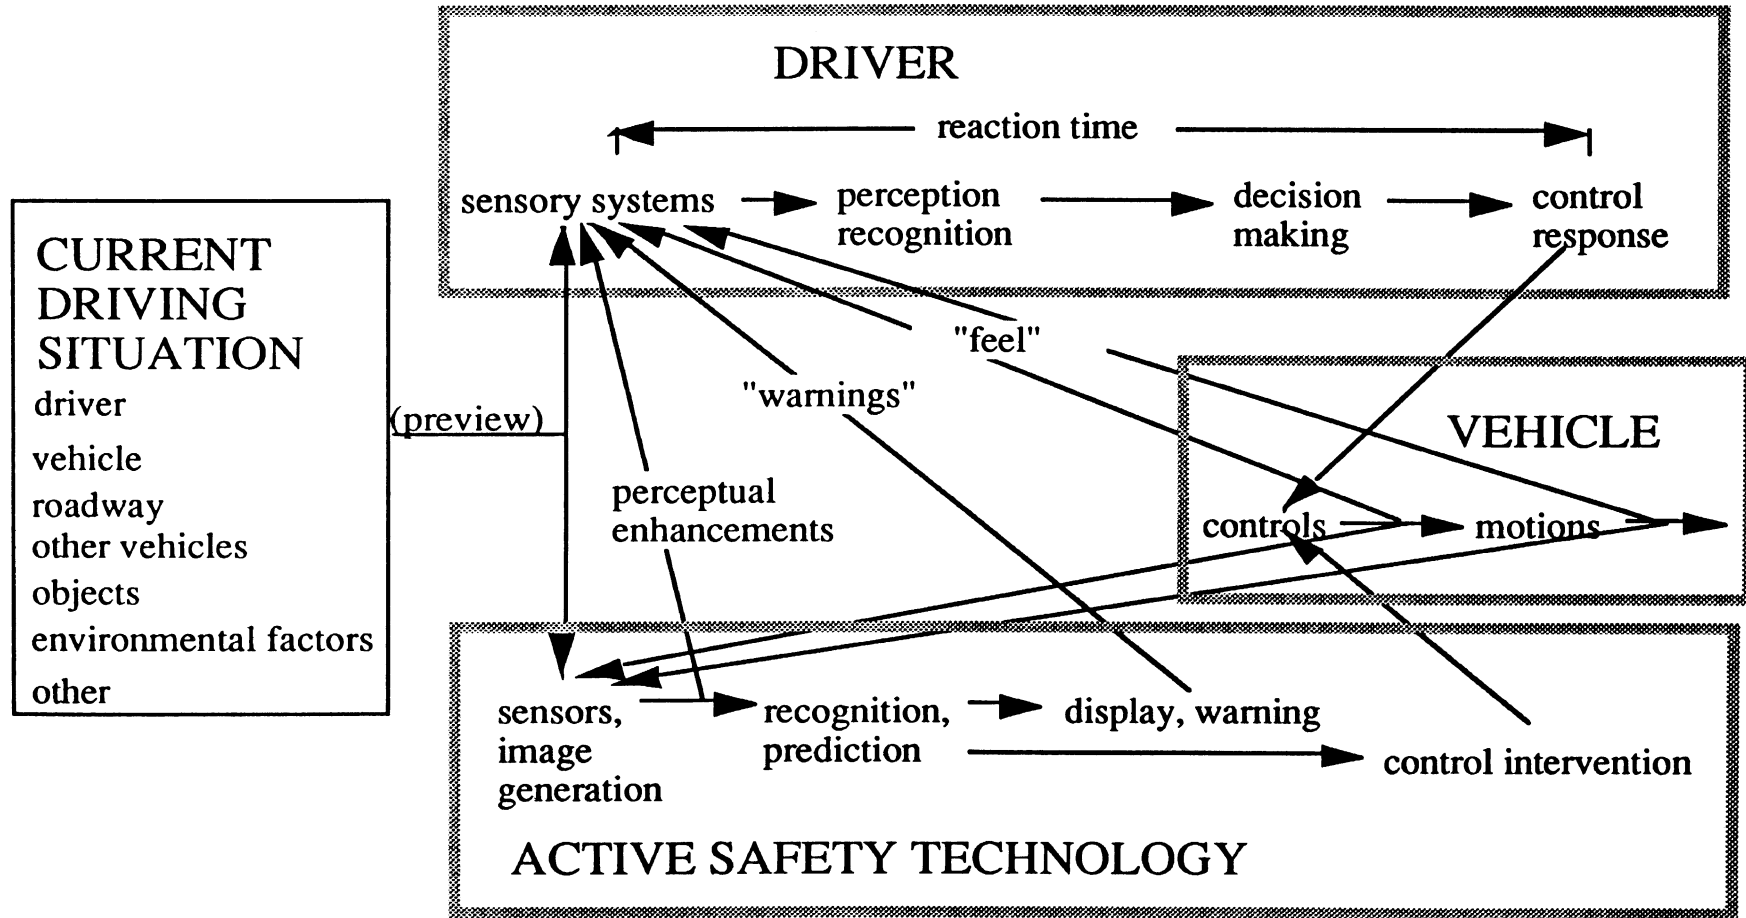 DRIVER
reaction time
sensory systems
perception
recognition
decision
making
control
response
CURRENT
DRIVING
SITUATION
driver
vehicle
roadway
other vehicles
objects
environmental factors
other
(preview)
"feel"
"warnings"
perceptual
enhancements
VEHICLE
controls
motions
sensors,
image
generation
recognition,
prediction
display, warning
control intervention
ACTIVE SAFETY TECHNOLOGY